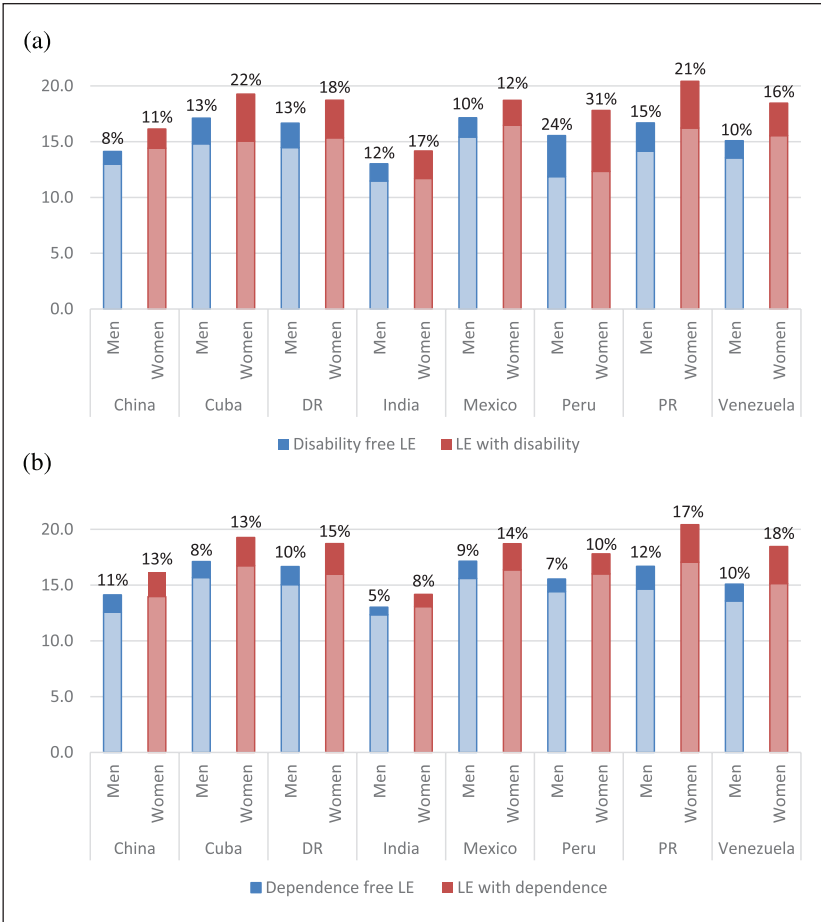 (a)
22%
21%
20.0
18%
12%
31%
13%
13%
10%
15%
16%
11%
24%
8%
17%
10%
15.0
12%
10.0
5.0
0.0
Men
Women
Men
Women
Men
Women
Men
Women
Men
Women
Men
Women
Men
Women
Men
Women
China
Cuba
DR
India
Mexico
Peru
PR
Venezuela
Disability free LE
LE with disability
(b)
17%
20.0
13%
15%
14%
18%
8%
10%
9%
10%
12%
13%
11%
7%
10%
15.0
5%
8%
10.0
5.0
0.0
Men
Women
Men
Women
Men
Women
Men
Women
Men
Women
Men
Women
Men
Women
Men
Women
China
Cuba
DR
India
Mexico
Peru
PR
Venezuela
Dependence free LE
LE with dependence